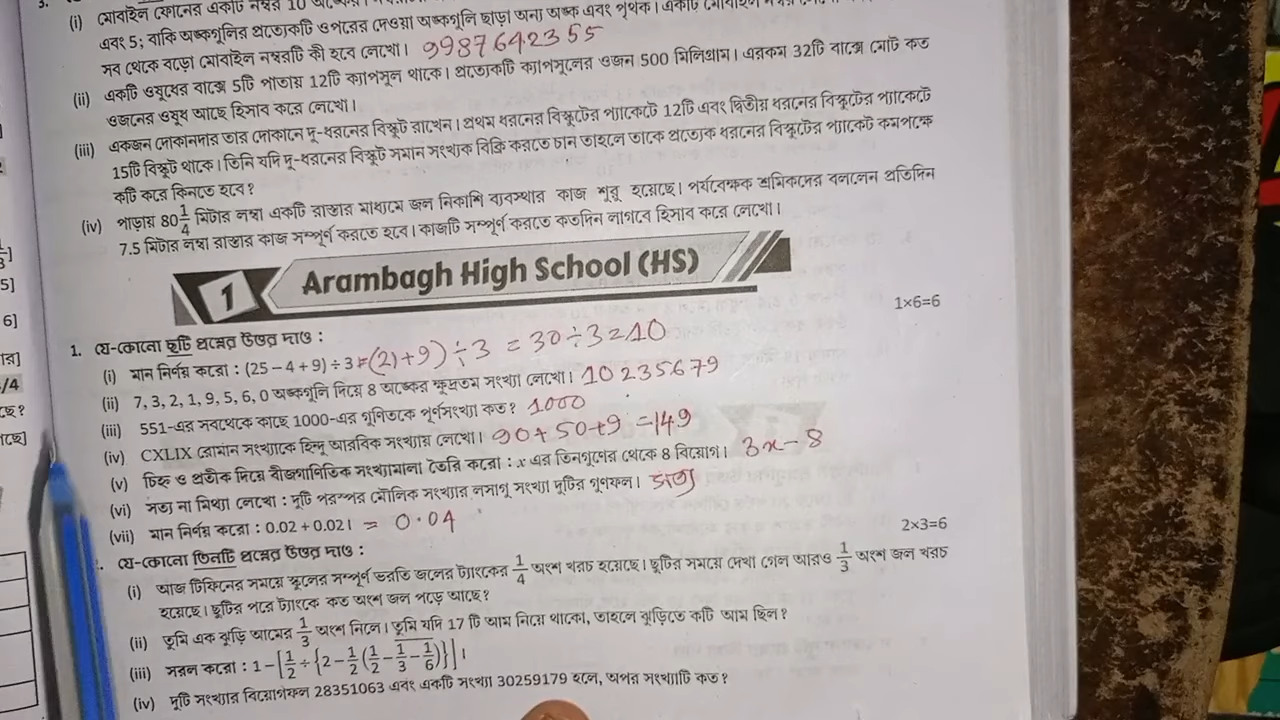 (i) মোবাইল ফোনের একটি নম্বর 10
এবং 5; বাকি অঙ্কগুলির প্রত্যেকটি ওপরের দেওয়া অঙ্কগুলি ছাড়া অন্য অঙ্ক এবং পৃথক। একটি
সব থেকে বড়ো মোবাইল নম্বরটি কী হবে লেখো। 9987642355
(ii) একটি ওষুধের বাক্সে 5টি পাতায় 12টি ক্যাপসুল থাকে। প্রত্যেকটি ক্যাপসুলের ওজন 500 মিলিগ্রাম। এরকম 32টি বাক্সে মোট কত
ওজনের ওষুধ আছে হিসাব করে লেখো।
(iii) একজন দোকানদার তার দোকানে দু-ধরনের বিস্কুট রাখেন। প্রথম ধরনের বিস্কুটের প্যাকেটে 12টি এবং দ্বিতীয় ধরনের বিস্কুটের প্যাকেটে
15টি বিস্কুট থাকে। তিনি যদি দু-ধরনের বিস্কুট সমান সংখ্যক বিক্রি করতে চান তাহলে তাকে প্রত্যেক ধরনের বিস্কুটের প্যাকেট কমপক্ষে
কটি করে কিনতে হবে?
(iv) পাড়ায় 80 1/4 মিটার লম্বা একটি রাস্তার মাধ্যমে জল নিকাশি ব্যবস্থার কাজ শুরু হয়েছে। পর্যবেক্ষক শ্রমিকদের বললেন প্রতিদিন
7.5 মিটার লম্বা রাস্তার কাজ সম্পূর্ণ করতে হবে। কাজটি সম্পূর্ণ করতে কতদিন লাগবে হিসাব করে লেখো।
1 Arambagh High School (HS)
1. যে-কোনো ছটি প্রশ্নের উত্তর দাও : 1×6=6
(i) মান নির্ণয় করো : (25 – 4 + 9) ÷ 3 = (21+9) ÷ 3 = 30÷3=10
(ii) 7, 3, 2, 1, 9, 5, 6, 0 অঙ্কগুলি দিয়ে 8 অঙ্কের ক্ষুদ্রতম সংখ্যা লেখো। 10235679
(iii) 551-এর সবথেকে কাছে 1000-এর গুণিতকে পূর্ণসংখ্যা কত? 1000
(iv) CXLIX রোমান সংখ্যাকে হিন্দু আরবিক সংখ্যায় লেখো। 90+50+9 =149
(v) চিহ্ন ও প্রতীক দিয়ে বীজগাণিতিক সংখ্যামালা তৈরি করো : x এর তিনগুণের থেকে 8 বিয়োগ। 3x-8
(vi) সত্য না মিথ্যা লেখো : দুটি পরস্পর মৌলিক সংখ্যার লসাগু সংখ্যা দুটির গুণফল। সত্য
(vii) মান নির্ণয় করো : 0.02 + 0.021 = 0.04
. যে-কোনো তিনটি প্রশ্নের উত্তর দাও : 2×3=6
(i) আজ টিফিনের সময়ে স্কুলের সম্পূর্ণ ভরতি জলের ট্যাংকের 1/4 অংশ খরচ হয়েছে। ছুটির সময়ে দেখা গেল আরও 1/3 অংশ জল খরচ
হয়েছে। ছুটির পরে ট্যাংকে কত অংশ জল পড়ে আছে?
(ii) তুমি এক ঝুড়ি আমের 1/3 অংশ নিলে। তুমি যদি 17 টি আম নিয়ে থাকো, তাহলে ঝুড়িতে কটি আম ছিল?
(iii) সরল করো : 1 – [1/2 ÷ {2 – 1/2 (1/2 – 1/3 – 1/6)}]।
(iv) দুটি সংখ্যার বিয়োগফল 28351063 এবং একটি সংখ্যা 30259179 হলে, অপর সংখ্যাটি কত?